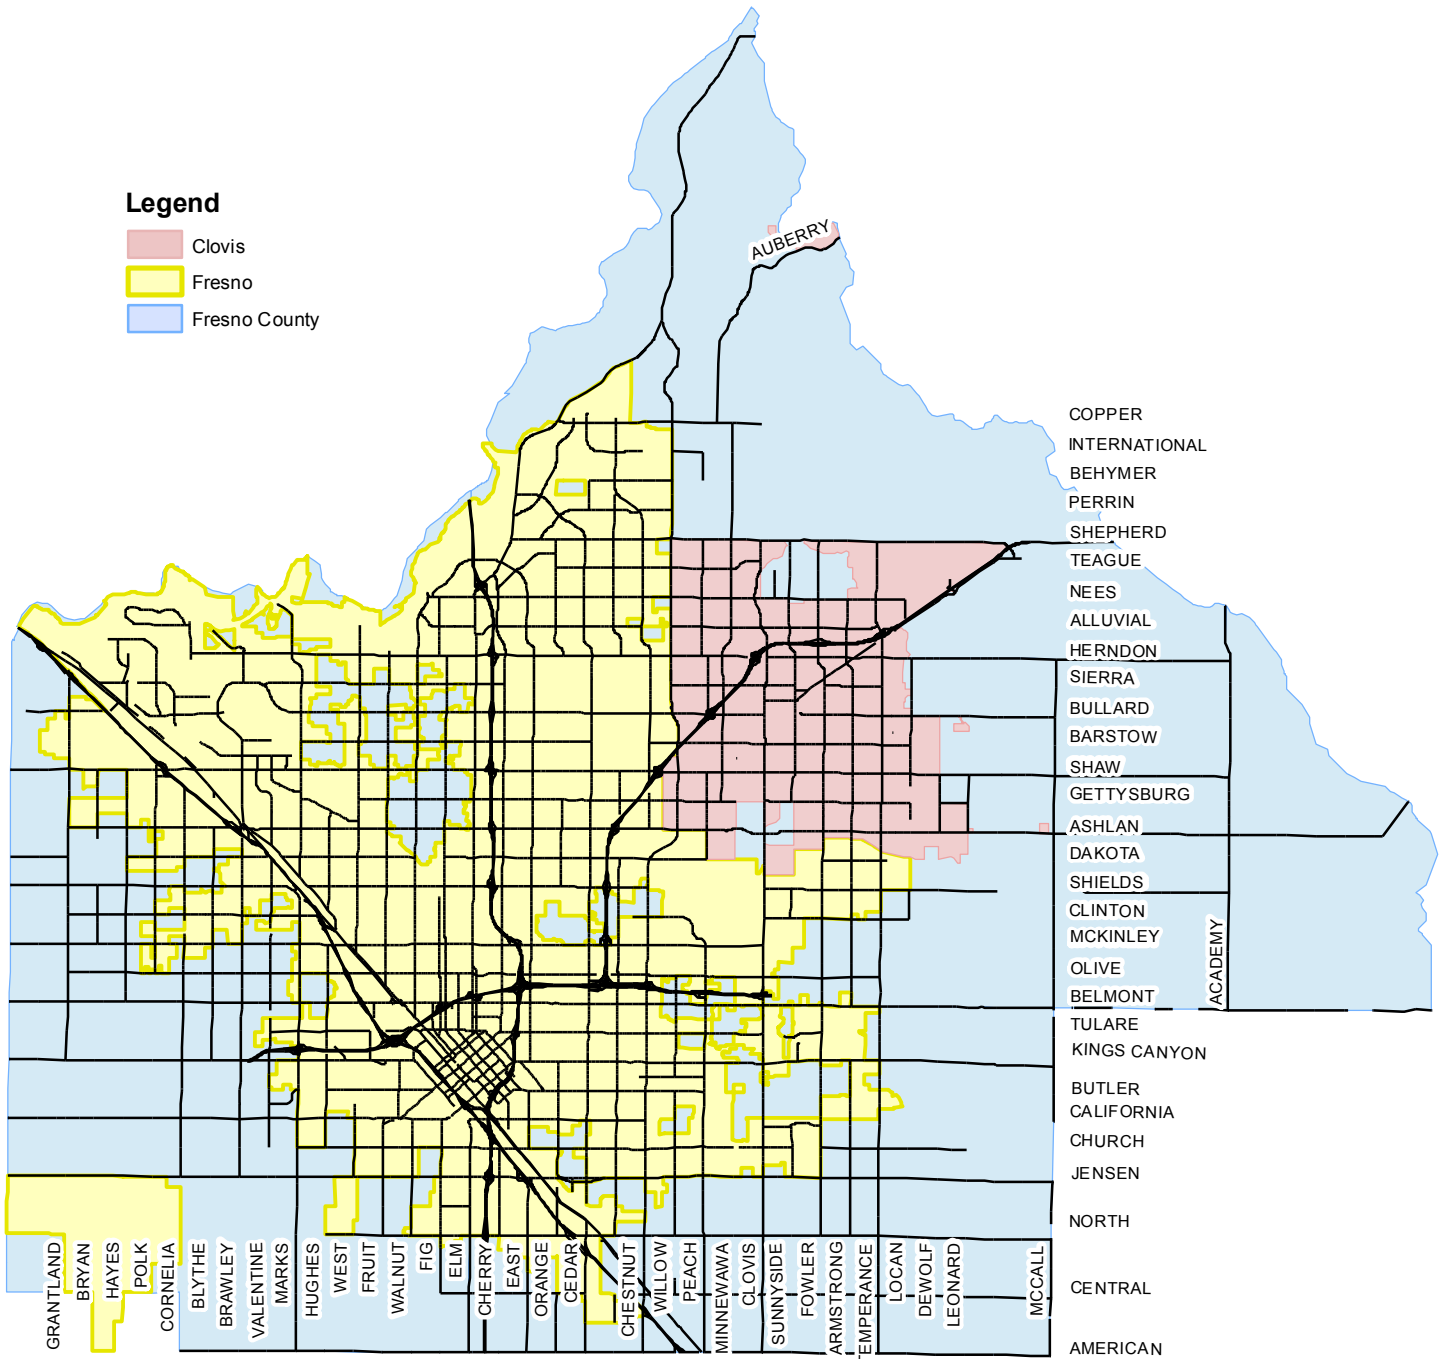 Legend
Clovis
Fresno
Fresno County
AUBERRY
COPPER
INTERNATIONAL
BEHYMER
PERRIN
SHEPHERD
TEAGUE
NEES
ALLUVIAL
HERNDON
SIERRA
BULLARD
BARSTOW
SHAW
GETTYSBURG
ASHLAN
DAKOTA
SHIELDS
CLINTON
MCKINLEY
OLIVE
BELMONT
TULARE
KINGS CANYON
BUTLER
CALIFORNIA
CHURCH
JENSEN
NORTH
CENTRAL
AMERICAN
ACADEMY
GRANTLAND
BRYAN
HAYES
POLK
CORNELIA
BLYTHE
BRAWLEY
VALENTINE
MARKS
HUGHES
WEST
FRUIT
WALNUT
FIG
ELM
CHERRY
EAST
ORANGE
CEDAR
CHESTNUT
WILLOW
PEACH
MINNEWAWA
CLOVIS
SUNNYSIDE
FOWLER
ARMSTRONG
TEMPERANCE
LOCAN
DEWOLF
LEONARD
MCCALL